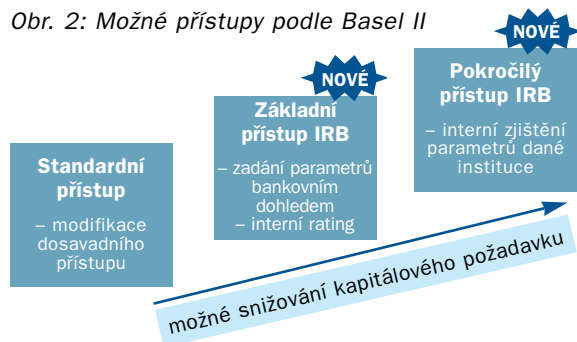 Obr. 2: Možné přístupy podle Basel II
Standardní
přístup
– modifikace
dosavadního
přístupu
NOVÉ
Základní
přístup IRB
– zadání parametrů
bankovním
dohledem
– interní rating
NOVÉ
Pokročilý
přístup IRB
– interní zjištění
parametrů dané
instituce
možné snižování kapitálového požadavku